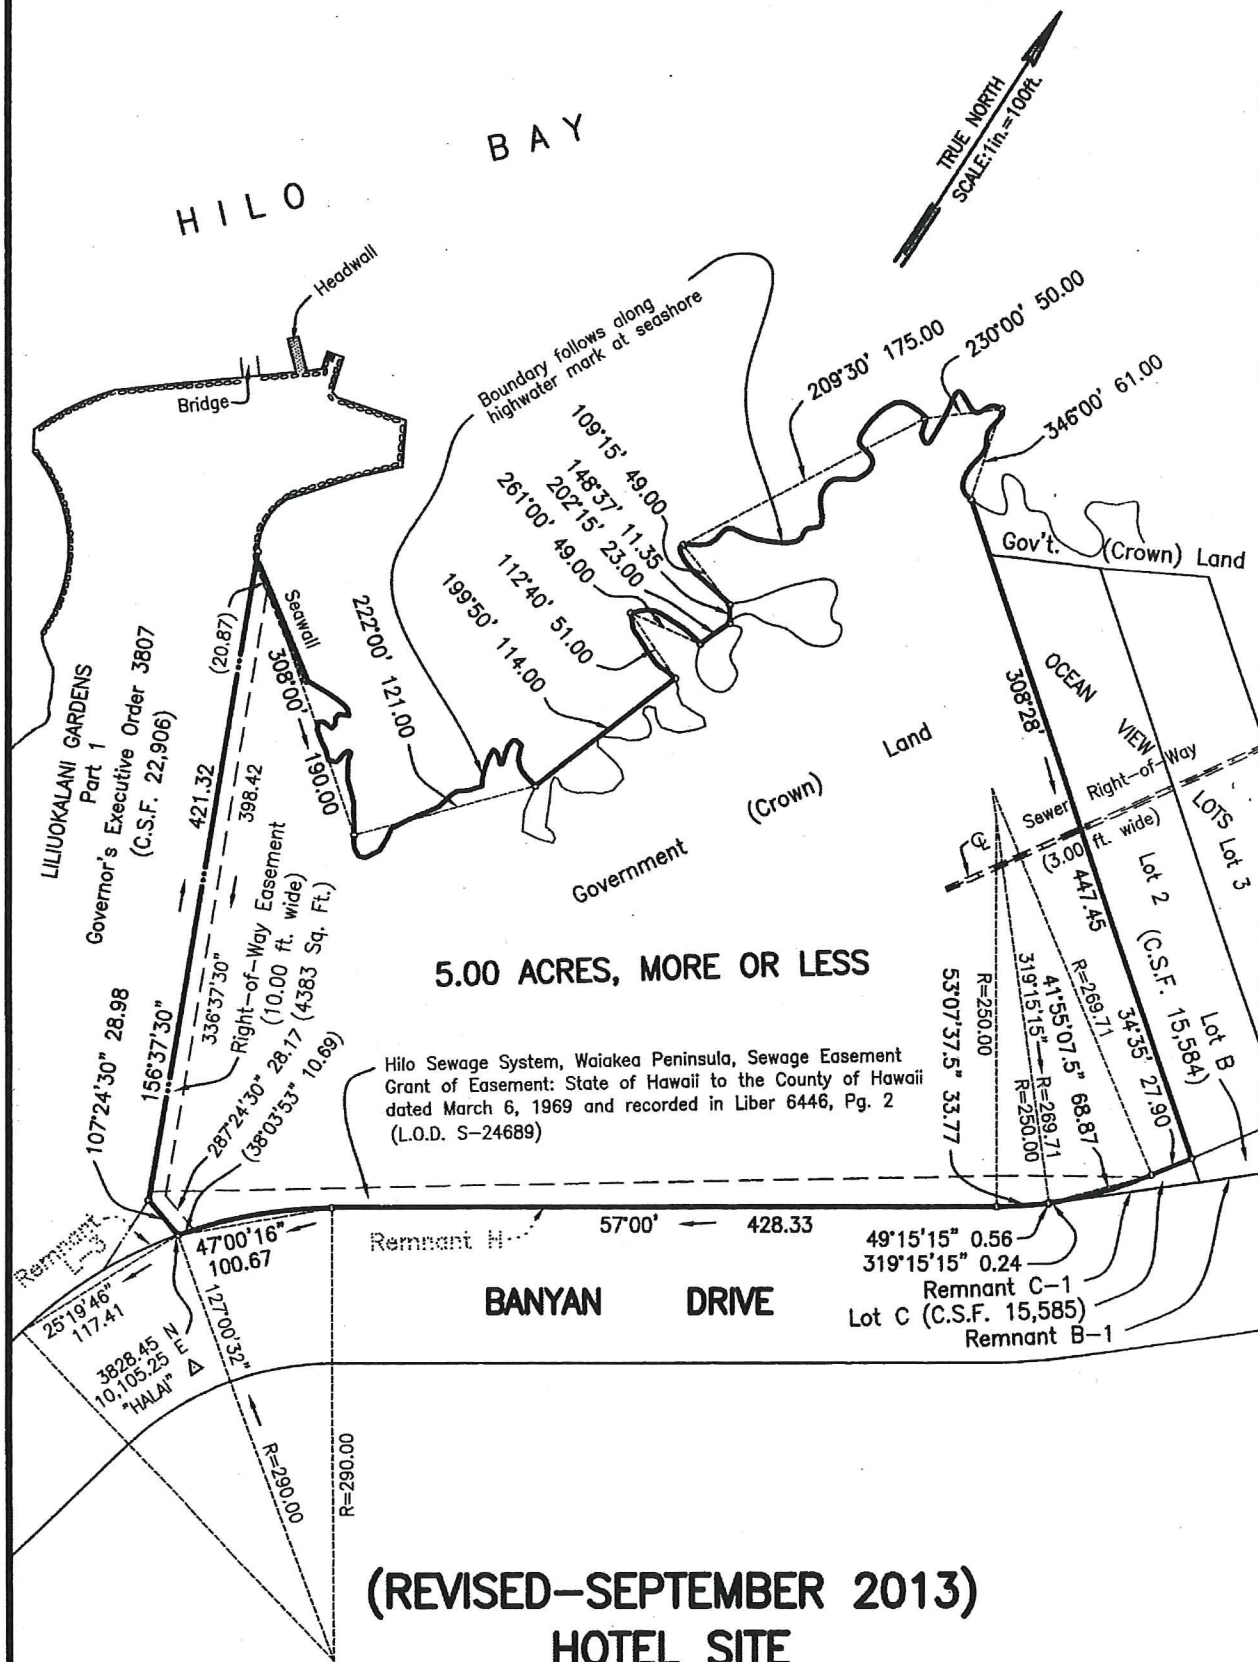 HILO BAY
TRUE NORTH
SCALE:1in.=100ft.
Headwall
Bridge
Boundary follows along
highwater mark at seashore
209°30' 175.00
230°00' 50.00
346°00' 61.00
109°15' 49.00
148°37' 11.35
202°15' 23.00
261°00' 49.00
112°40' 51.00
199°50' 114.00
222°00' 121.00
Seawall
308°00' 190.00
(20.87)
Gov't. (Crown) Land
LILIUOKALANI GARDENS
Part 1
Governor's Executive Order 3807
(C.S.F. 22,906)
421.32
398.42
156°37'30"
336°37'30"
Right-of-Way Easement
(10.00 ft. wide)
(4383 Sq. Ft.)
107°24'30" 28.98
287°24'30" 28.17
(38°03'53" 10.69)
Government (Crown) Land
308°28'
447.45
OCEAN VIEW LOTS
Sewer Right-of-Way
(3.00 ft. wide)
℄
Lot 2 (C.S.F. 15,584)
Lot 3
Lot B
5.00 ACRES, MORE OR LESS
Hilo Sewage System, Waiakea Peninsula, Sewage Easement
Grant of Easement: State of Hawaii to the County of Hawaii
dated March 6, 1969 and recorded in Liber 6446, Pg. 2
(L.O.D. S-24689)
53°07'37.5" 33.77
R=250.00
319°15'15" R=269.71
R=250.00
41°55'07.5" 68.87
R=269.71
34°35' 27.90
Remnant L-3
47°00'16"
100.67
Remnant H
57°00' 428.33
49°15'15" 0.56
319°15'15" 0.24
Remnant C-1
Lot C (C.S.F. 15,585)
Remnant B-1
BANYAN DRIVE
25°19'46"
117.41
3828.45 N
10,105.25 E
"HALAI" △
127°00'32"
R=290.00
R=290.00
(REVISED-SEPTEMBER 2013)
HOTEL SITE